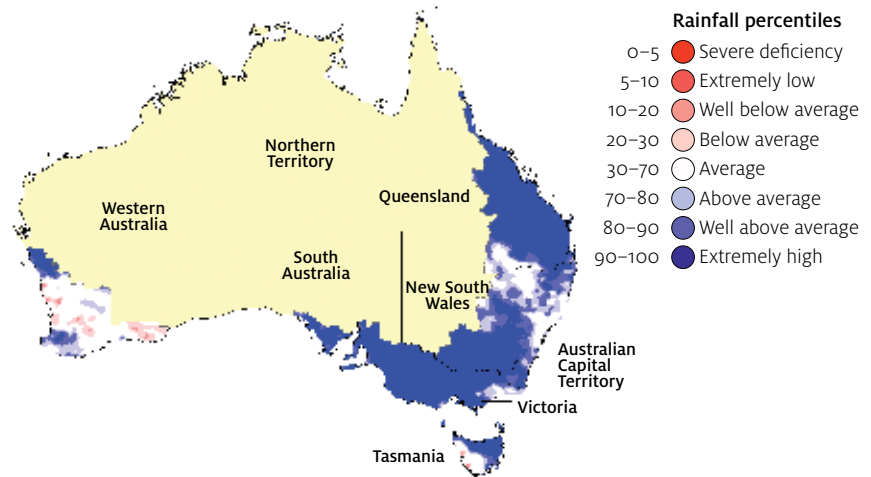 Rainfall percentiles
0–5 Severe deficiency
5–10 Extremely low
10–20 Well below average
20–30 Below average
30–70 Average
70–80 Above average
80–90 Well above average
90–100 Extremely high
Northern
Territory
Queensland
Western
Australia
South
Australia
New South
Wales
Australian
Capital
Territory
Victoria
Tasmania